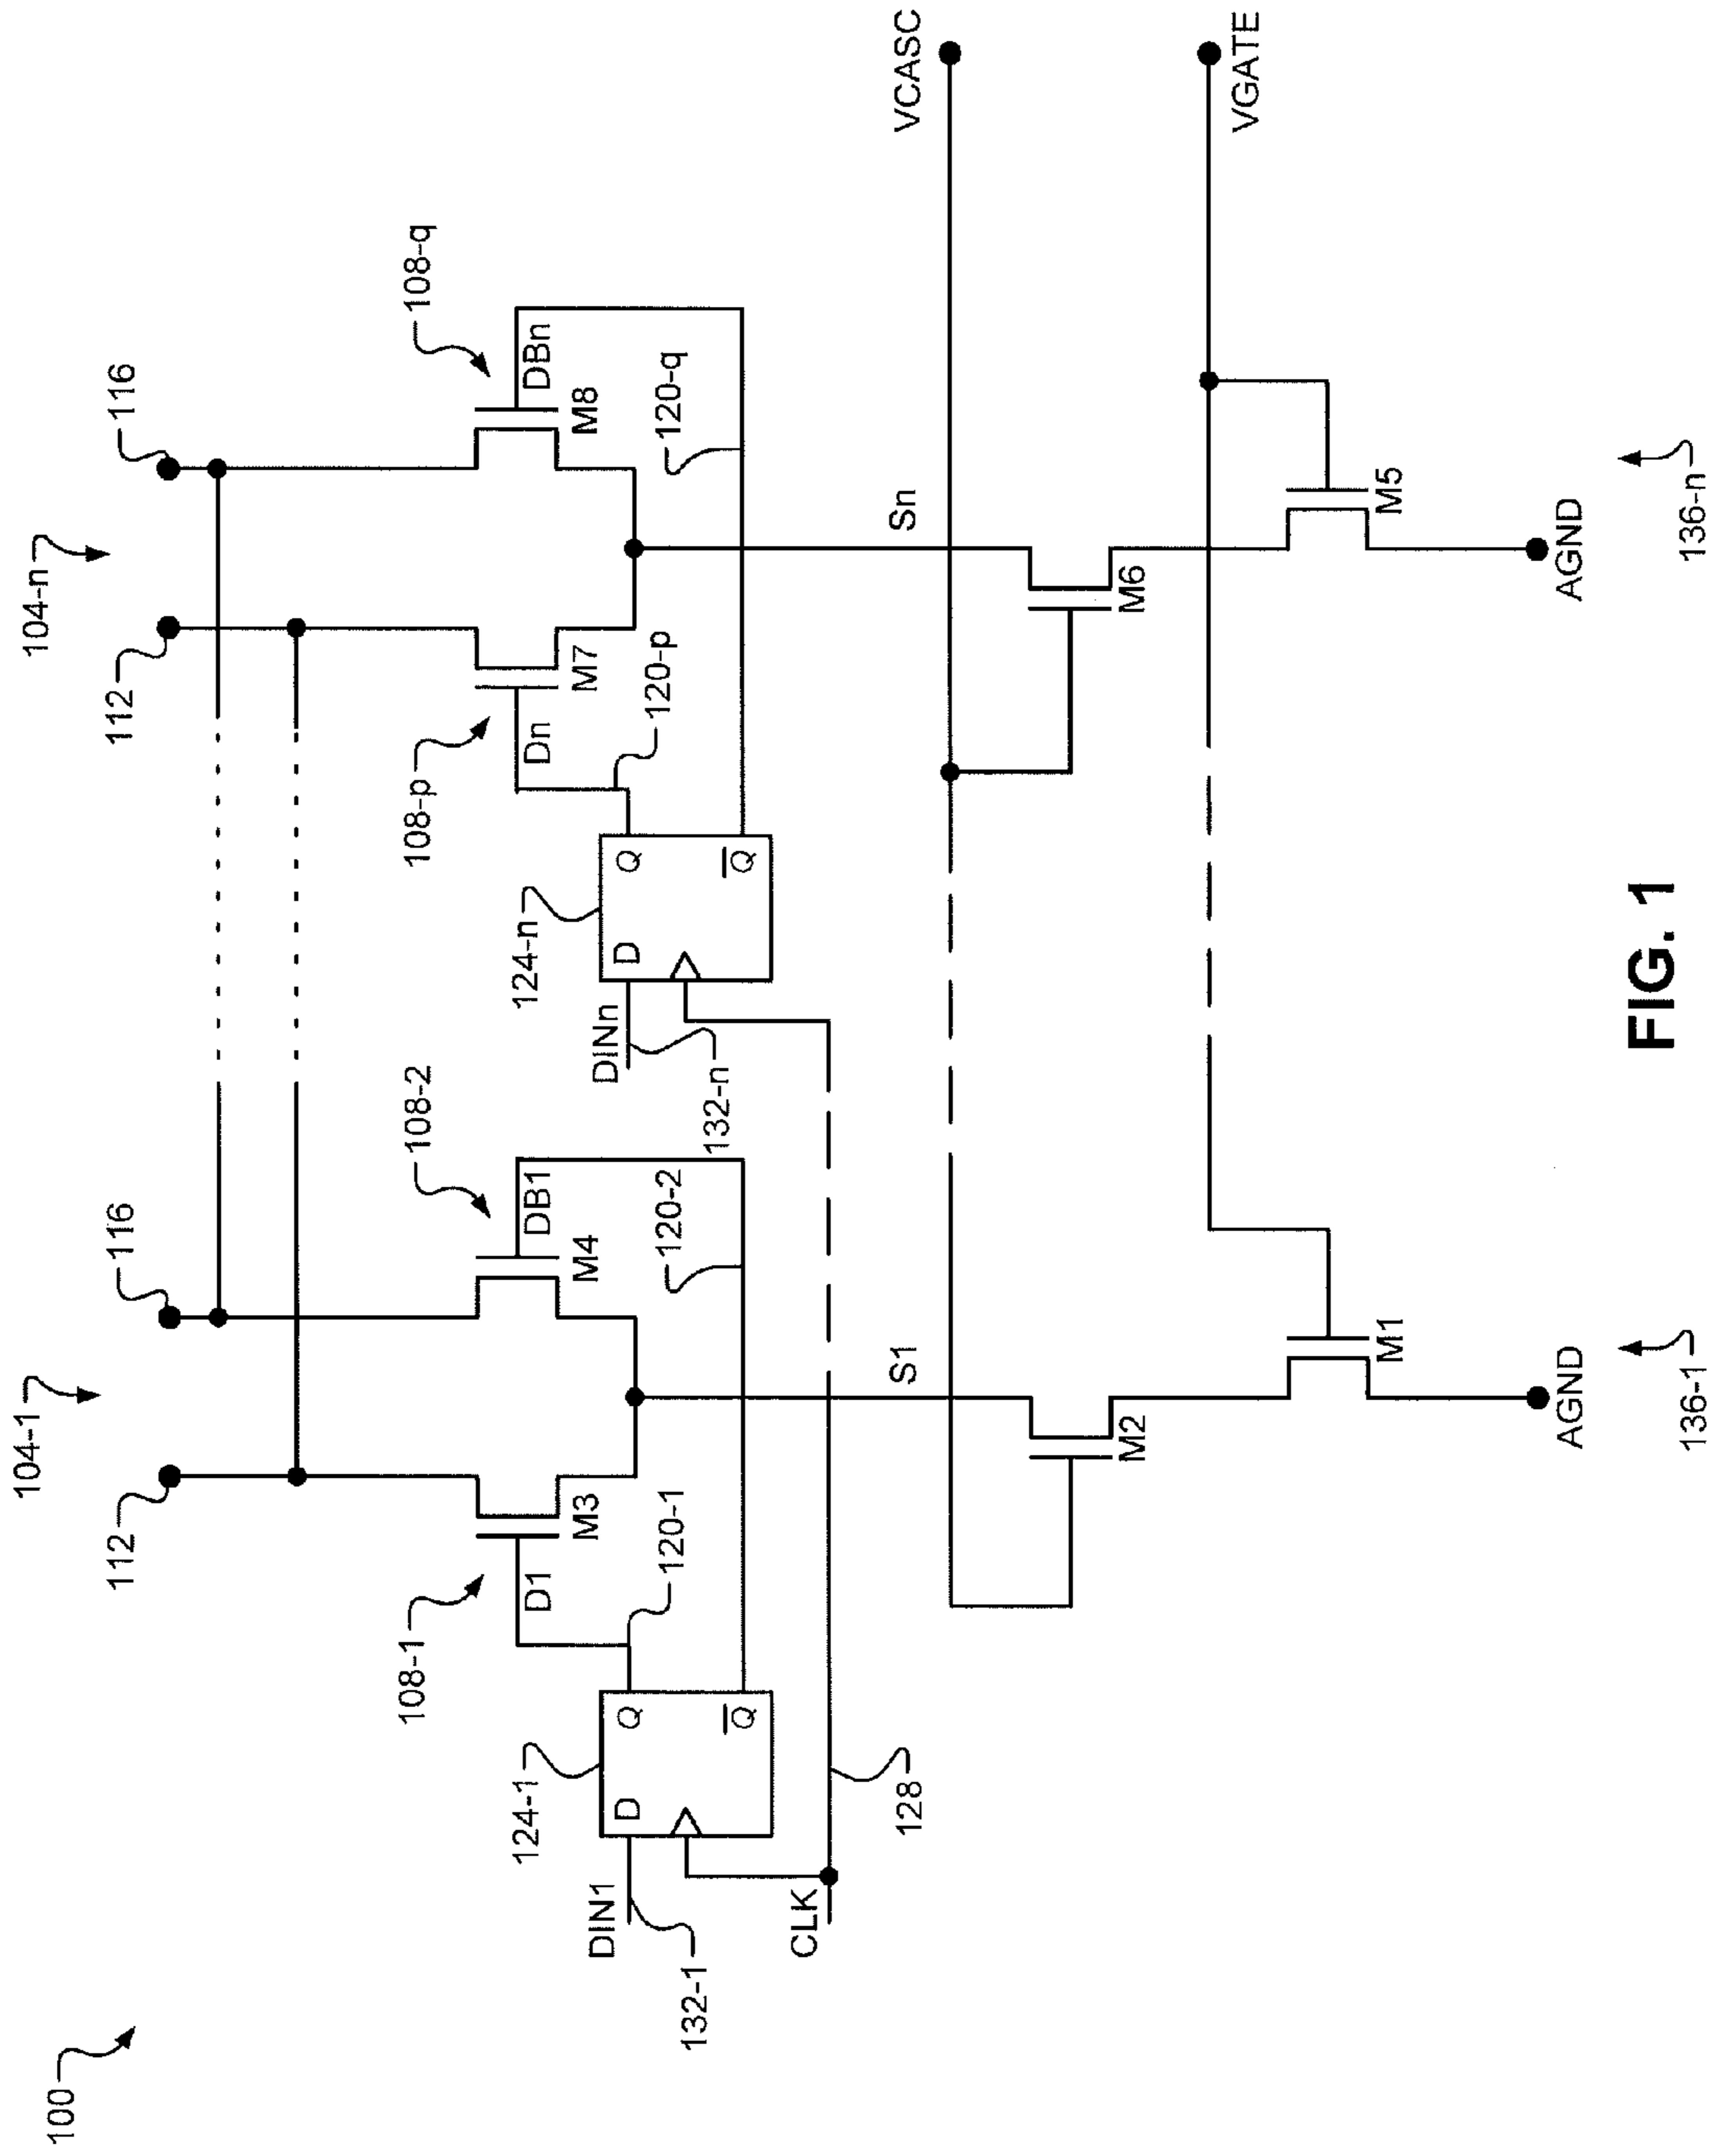 100
104-1
104-n
112
116
112
116
108-1
108-2
108-p
108-q
D1
M3
M4
DB1
Dn
M7
M8
DBn
124-1
120-1
120-2
124-n
120-p
120-q
DIN1
D
Q
Q̅
DINn
D
Q
Q̅
132-1
132-n
CLK
128
S1
Sn
VCASC
M2
M6
VGATE
M1
M5
AGND
AGND
136-1
136-n
FIG. 1